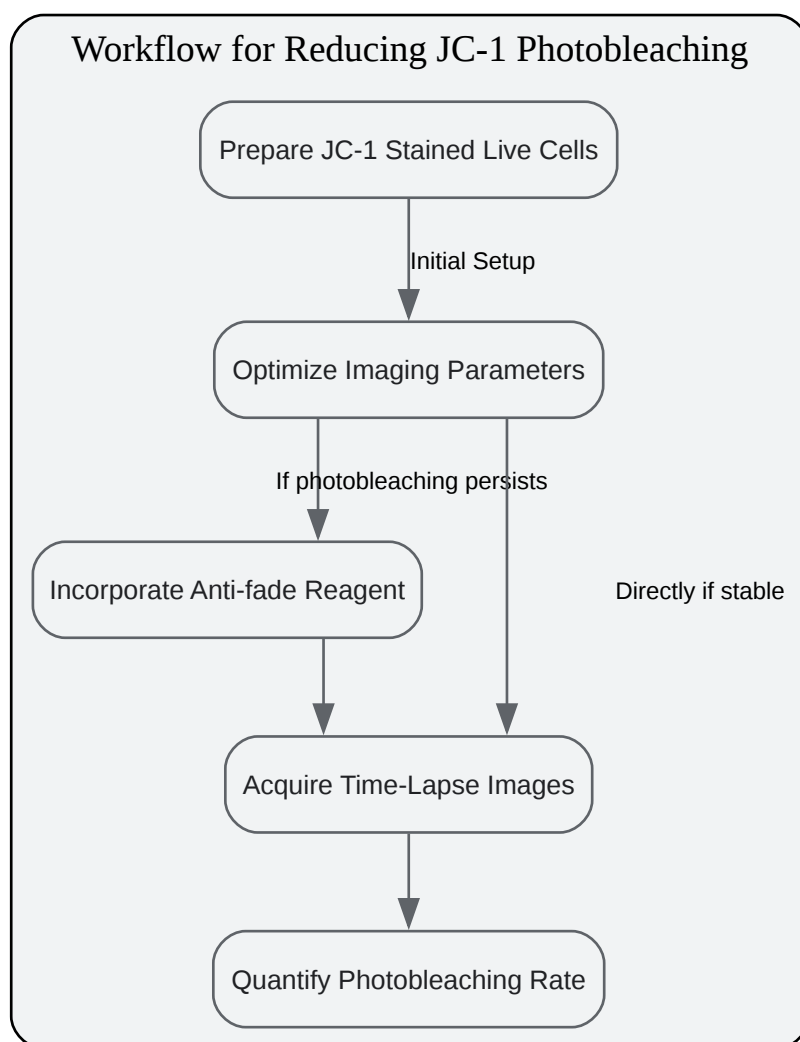 Workflow for Reducing JC-1 Photobleaching
Prepare JC-1 Stained Live Cells
Initial Setup
Optimize Imaging Parameters
If photobleaching persists
Incorporate Anti-fade Reagent
Directly if stable
Acquire Time-Lapse Images
Quantify Photobleaching Rate